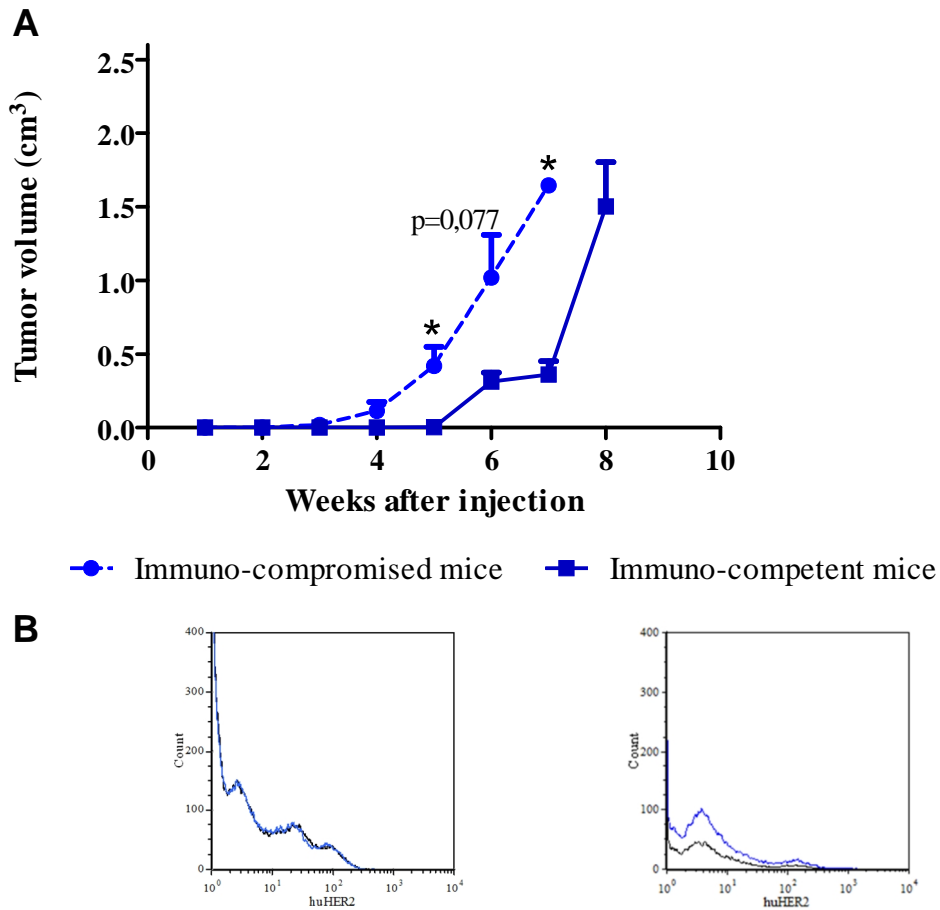 A
Tumor volume (cm³)
2.5
2.0
1.5
1.0
0.5
0.0
p=0,077
*
*
0 2 4 6 8 10
Weeks after injection
Immuno-compromised mice Immuno-competent mice
B
Count
400
300
200
100
0
10⁰ 10¹ 10² 10³ 10⁴
huHER2
Count
400
300
200
100
0
10⁰ 10¹ 10² 10³ 10⁴
huHER2